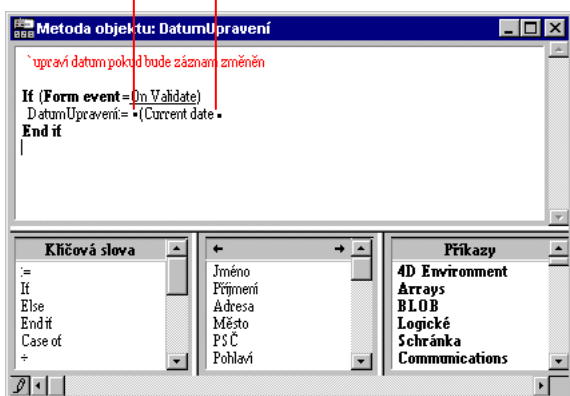 Metoda objektu: DatumUpravení
`upraví datum pokud bude záznam změněn
If (Form event=On Validate)
DatumUpravení:= ▪(Current date ▪
End if
Klíčová slova
:=
If
Else
End if
Case of
÷
← →
Jméno
Příjmení
Adresa
Město
PSČ
Pohlaví
Příkazy
4D Environment
Arrays
BLOB
Logické
Schránka
Communications